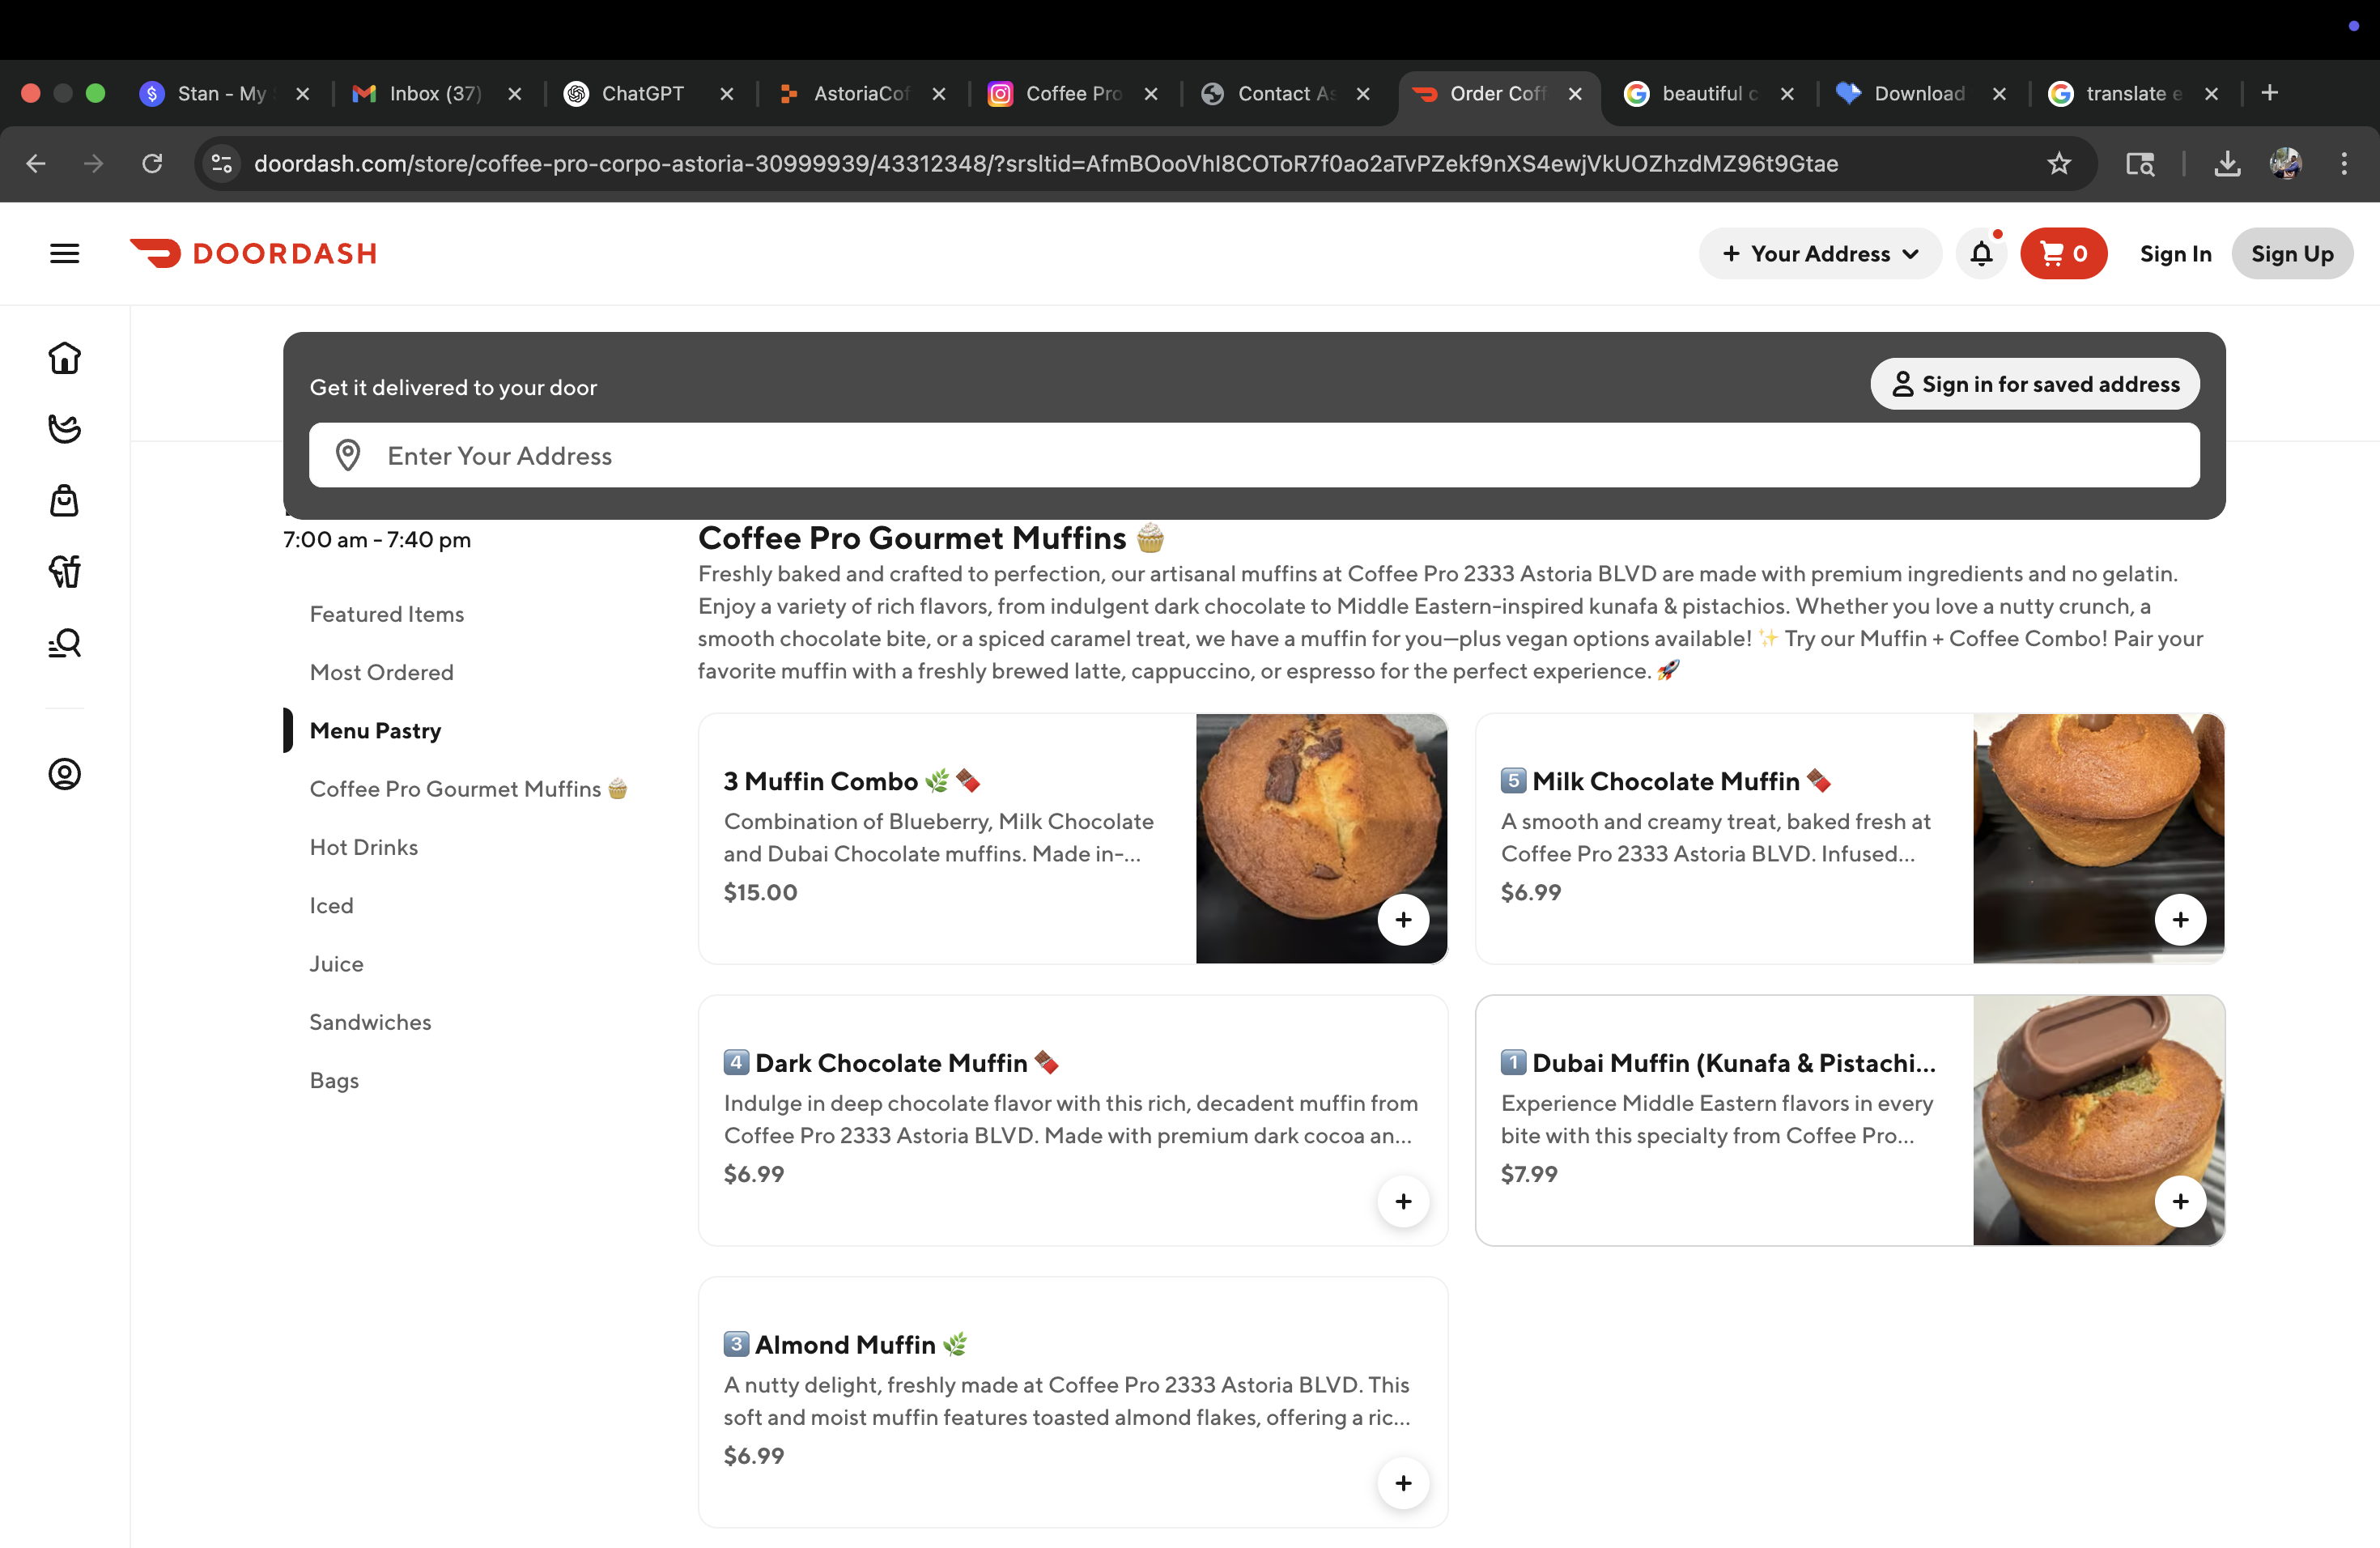 Stan - My
Inbox (37)
ChatGPT
AstoriaCof
Coffee Pro
Contact As
Order Coff
beautiful c
Download
translate e
doordash.com/store/coffee-pro-corpo-astoria-30999939/43312348/?srsltid=AfmBOooVhI8COToR7f0ao2aTvPZekf9nXS4ewjVkUOZhzdMZ96t9Gtae
DOORDASH
+ Your Address
0
Sign In
Sign Up
Get it delivered to your door
Sign in for saved address
Enter Your Address
7:00 am - 7:40 pm
Featured Items
Most Ordered
Menu Pastry
Coffee Pro Gourmet Muffins 🧁
Hot Drinks
Iced
Juice
Sandwiches
Bags
Coffee Pro Gourmet Muffins 🧁
Freshly baked and crafted to perfection, our artisanal muffins at Coffee Pro 2333 Astoria BLVD are made with premium ingredients and no gelatin.
Enjoy a variety of rich flavors, from indulgent dark chocolate to Middle Eastern-inspired kunafa & pistachios. Whether you love a nutty crunch, a
smooth chocolate bite, or a spiced caramel treat, we have a muffin for you—plus vegan options available! ✨ Try our Muffin + Coffee Combo! Pair your
favorite muffin with a freshly brewed latte, cappuccino, or espresso for the perfect experience. 🚀
3 Muffin Combo 🌿 🍫
Combination of Blueberry, Milk Chocolate
and Dubai Chocolate muffins. Made in-...
$15.00
5️⃣ Milk Chocolate Muffin 🍫
A smooth and creamy treat, baked fresh at
Coffee Pro 2333 Astoria BLVD. Infused...
$6.99
4️⃣ Dark Chocolate Muffin 🍫
Indulge in deep chocolate flavor with this rich, decadent muffin from
Coffee Pro 2333 Astoria BLVD. Made with premium dark cocoa an...
$6.99
1️⃣ Dubai Muffin (Kunafa & Pistachi...
Experience Middle Eastern flavors in every
bite with this specialty from Coffee Pro...
$7.99
3️⃣ Almond Muffin 🌿
A nutty delight, freshly made at Coffee Pro 2333 Astoria BLVD. This
soft and moist muffin features toasted almond flakes, offering a ric...
$6.99